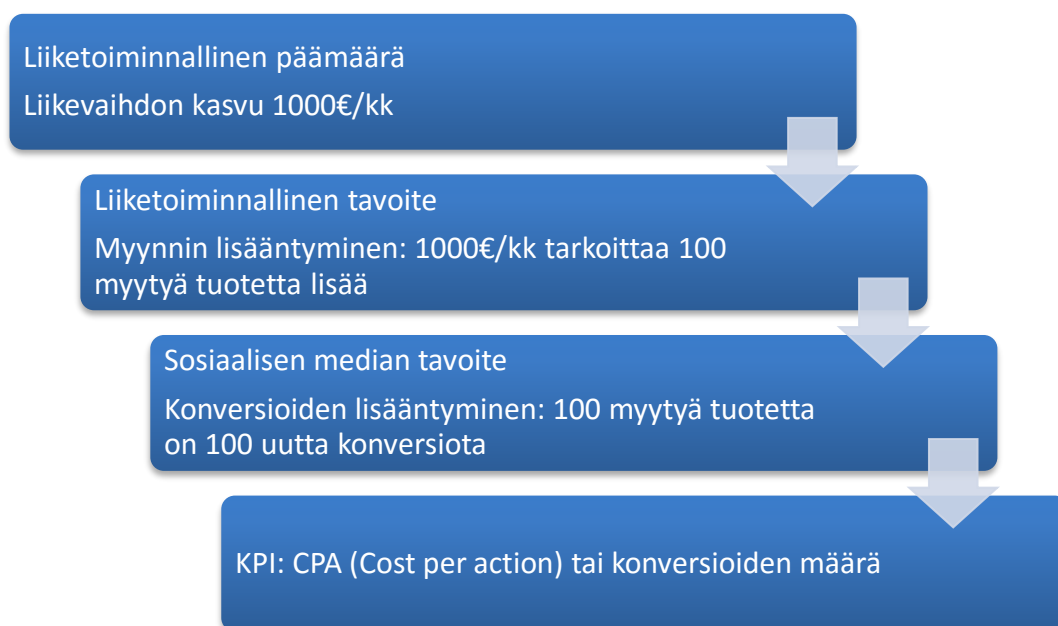 Liiketoiminnallinen päämäärä
Liikevaihdon kasvu 1000€/kk
Liiketoiminnallinen tavoite
Myynnin lisääntyminen: 1000€/kk tarkoittaa 100
myytyä tuotetta lisää
Sosiaalisen median tavoite
Konversioiden lisääntyminen: 100 myytyä tuotetta
on 100 uutta konversiota
KPI: CPA (Cost per action) tai konversioiden määrä